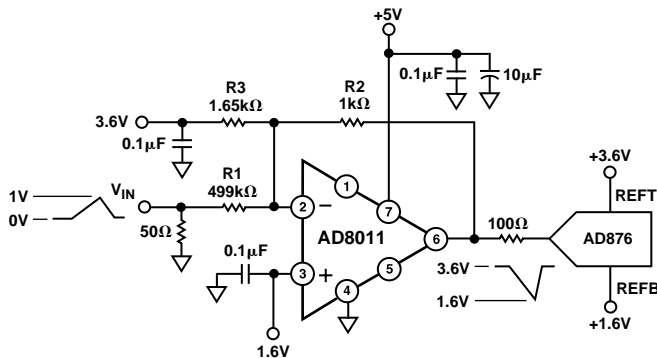 +5V
R3
1.65kΩ
R2
1kΩ
0.1µF
10µF
3.6V
0.1µF
R1
499kΩ
1V
0V
VIN
50Ω
1
2
–
7
AD8011
6
3
+
5
4
0.1µF
1.6V
100Ω
3.6V
1.6V
+3.6V
REFT
AD876
REFB
+1.6V